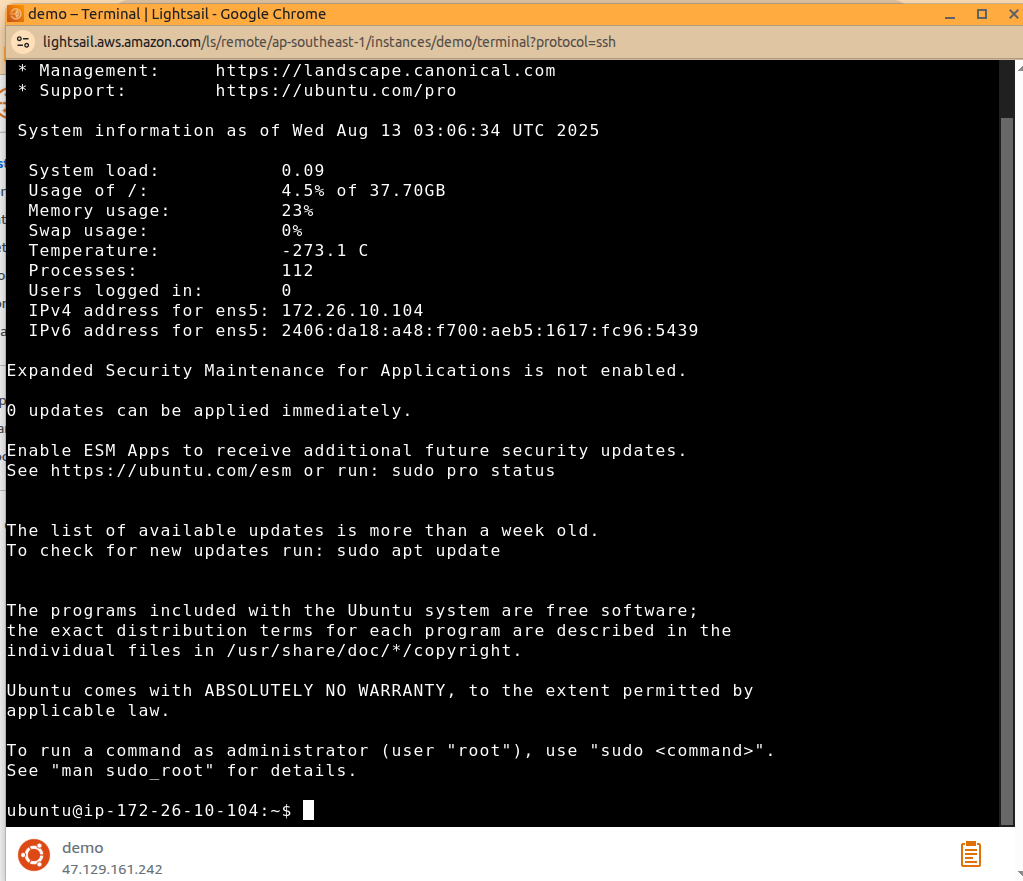 demo – Terminal | Lightsail - Google Chrome
lightsail.aws.amazon.com/ls/remote/ap-southeast-1/instances/demo/terminal?protocol=ssh
* Management: https://landscape.canonical.com
* Support: https://ubuntu.com/pro
System information as of Wed Aug 13 03:06:34 UTC 2025
System load: 0.09
Usage of /: 4.5% of 37.70GB
Memory usage: 23%
Swap usage: 0%
Temperature: -273.1 C
Processes: 112
Users logged in: 0
IPv4 address for ens5: 172.26.10.104
IPv6 address for ens5: 2406:da18:a48:f700:aeb5:1617:fc96:5439
Expanded Security Maintenance for Applications is not enabled.
0 updates can be applied immediately.
Enable ESM Apps to receive additional future security updates.
See https://ubuntu.com/esm or run: sudo pro status
The list of available updates is more than a week old.
To check for new updates run: sudo apt update
The programs included with the Ubuntu system are free software;
the exact distribution terms for each program are described in the
individual files in /usr/share/doc/*/copyright.
Ubuntu comes with ABSOLUTELY NO WARRANTY, to the extent permitted by
applicable law.
To run a command as administrator (user "root"), use "sudo <command>".
See "man sudo_root" for details.
ubuntu@ip-172-26-10-104:~$
demo
47.129.161.242